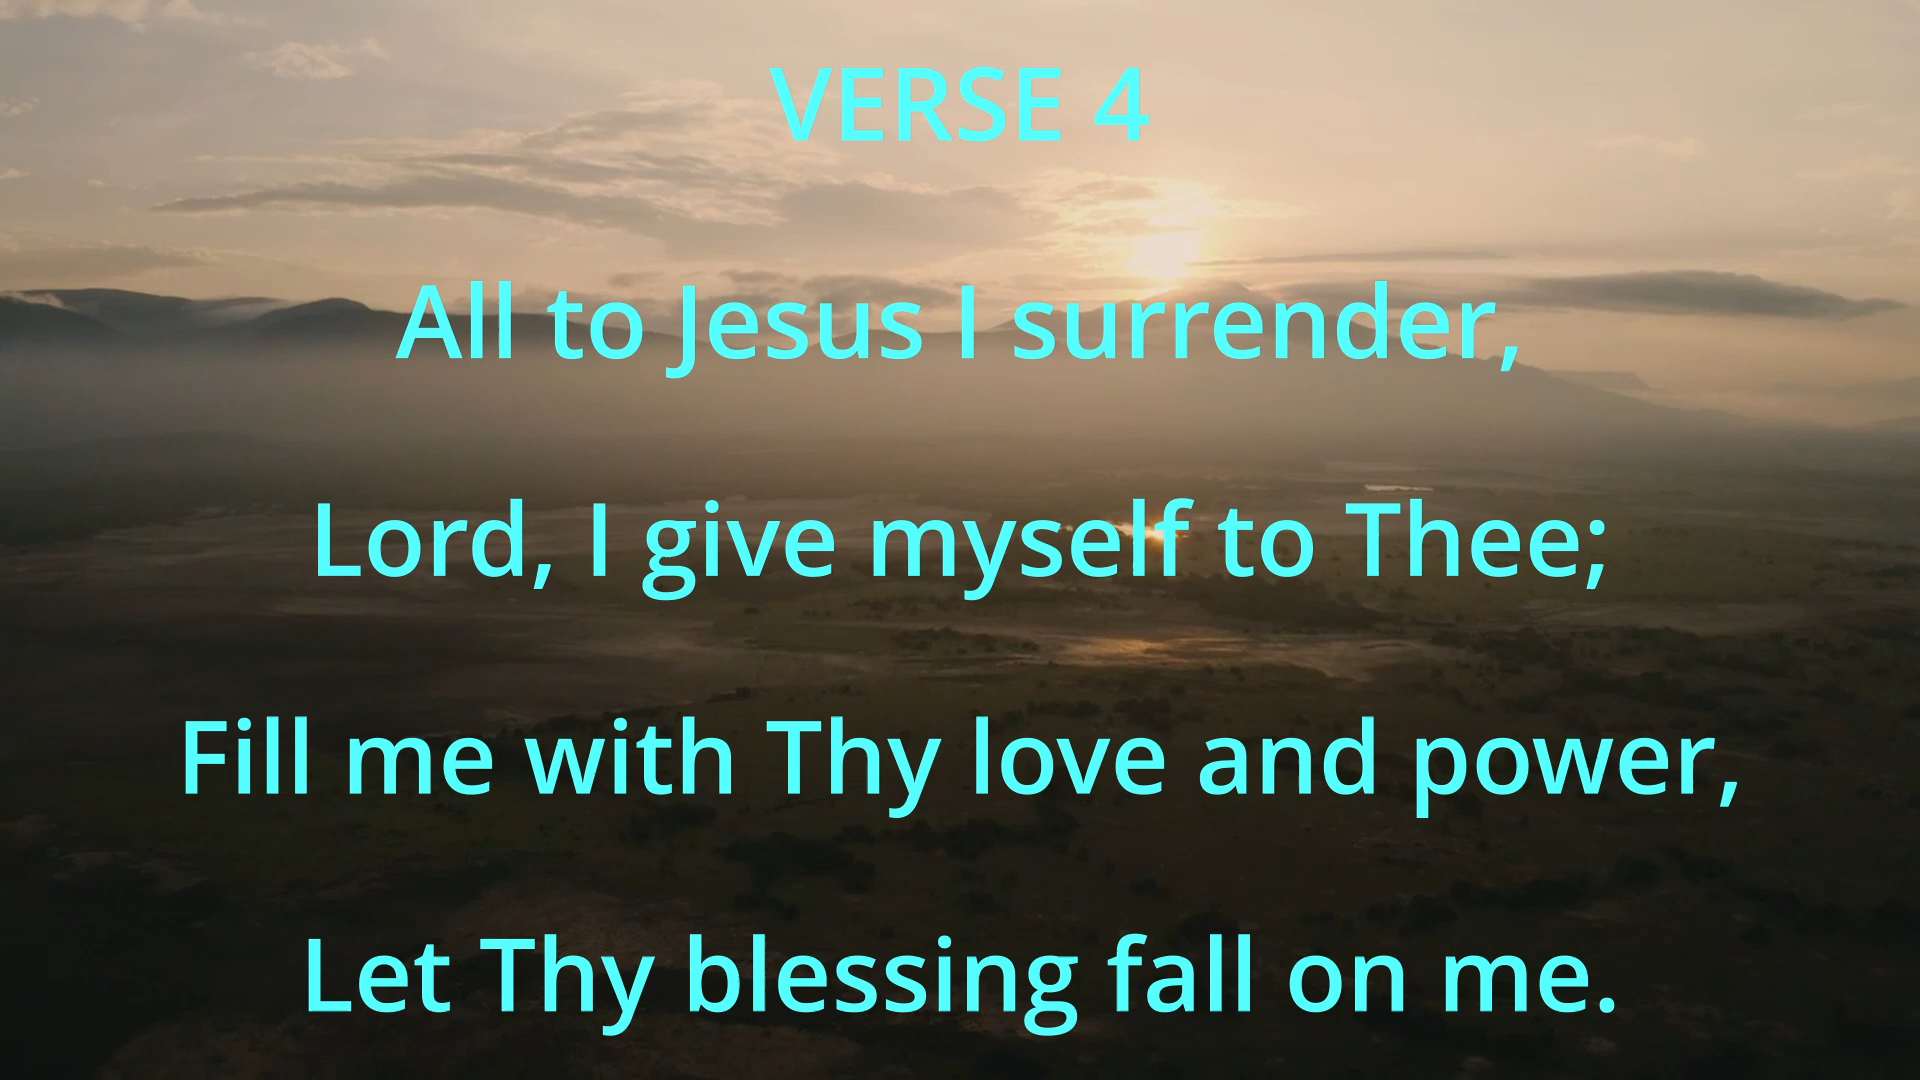 VERSE 4
All to Jesus I surrender,
Lord, I give myself to Thee;
Fill me with Thy love and power,
Let Thy blessing fall on me.